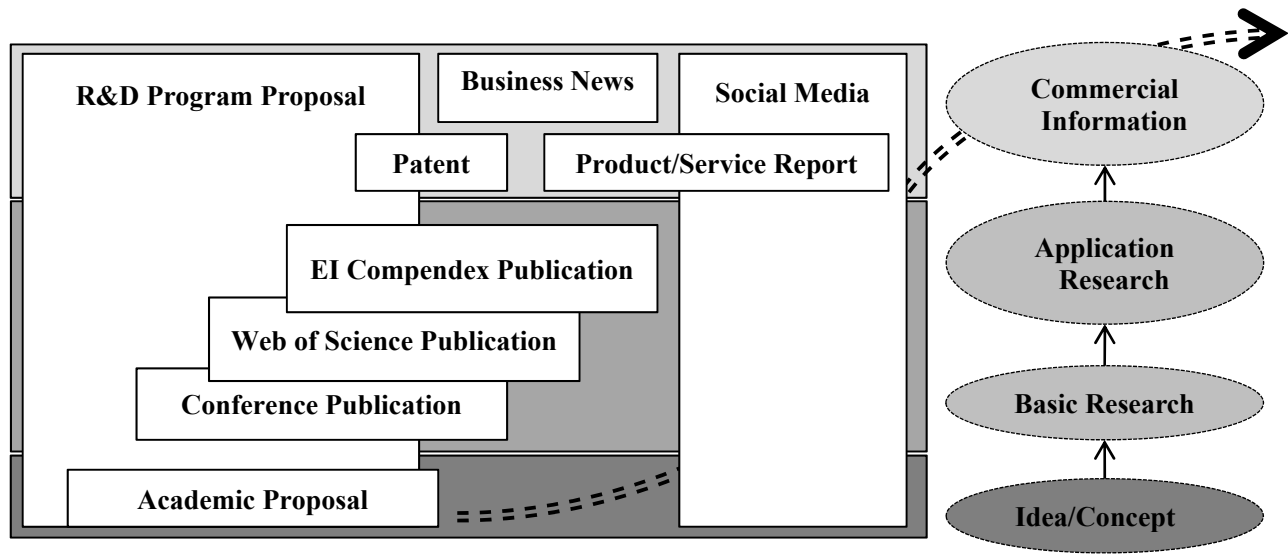 R&D Program Proposal
Business News
Social Media
Patent
Product/Service Report
EI Compendex Publication
Web of Science Publication
Conference Publication
Academic Proposal
Commercial
Information
Application
Research
Basic Research
Idea/Concept